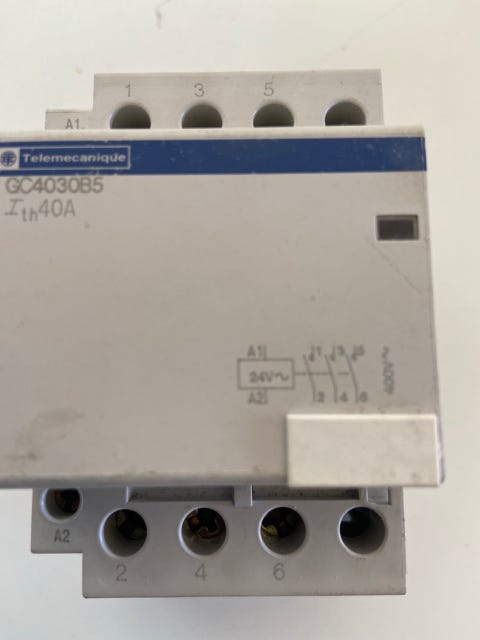 1 3 5
A1
Telemecanique
GC4030B5
Ith40A
A1 1 3 5
24V~ 400V~
A2 2 4 6
A2
2 4 6